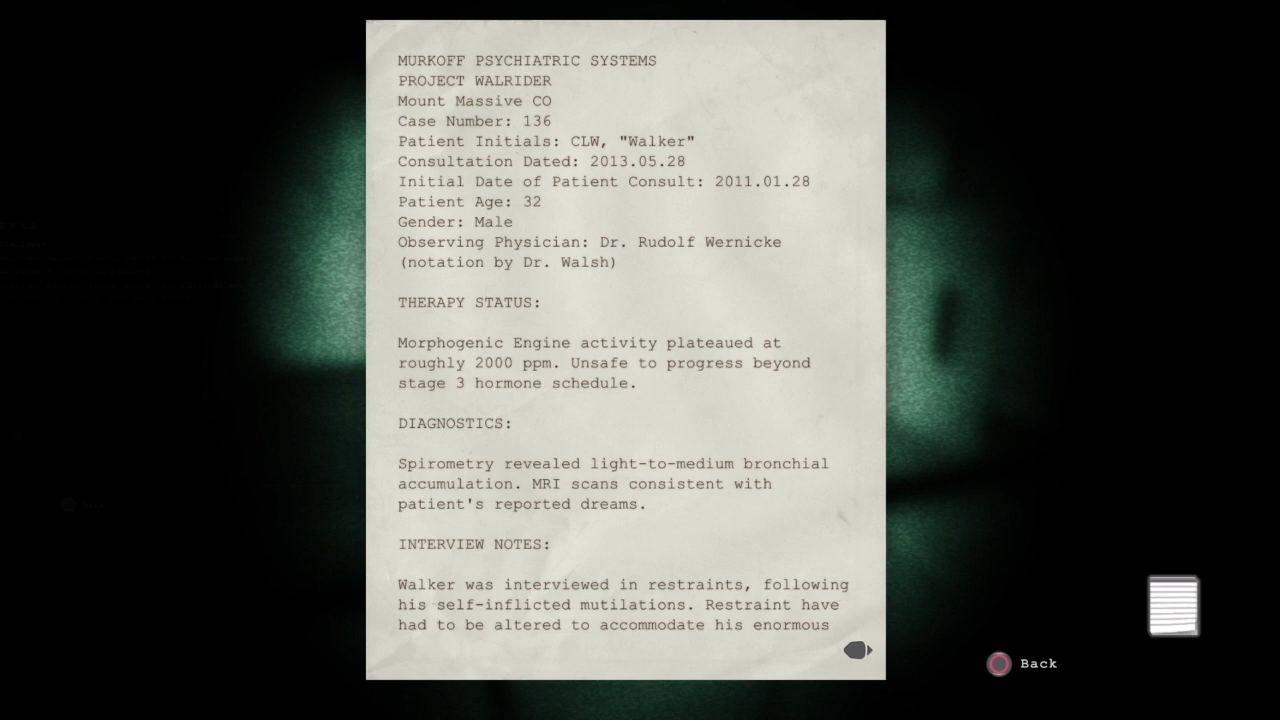 MURKOFF PSYCHIATRIC SYSTEMS
PROJECT WALRIDER
Mount Massive CO
Case Number: 136
Patient Initials: CLW, "Walker"
Consultation Dated: 2013.05.28
Initial Date of Patient Consult: 2011.01.28
Patient Age: 32
Gender: Male
Observing Physician: Dr. Rudolf Wernicke
(notation by Dr. Walsh)
THERAPY STATUS:
Morphogenic Engine activity plateaued at
roughly 2000 ppm. Unsafe to progress beyond
stage 3 hormone schedule.
DIAGNOSTICS:
Spirometry revealed light-to-medium bronchial
accumulation. MRI scans consistent with
patient's reported dreams.
INTERVIEW NOTES:
Walker was interviewed in restraints, following
his self-inflicted mutilations. Restraint have
had to be altered to accommodate his enormous
Back